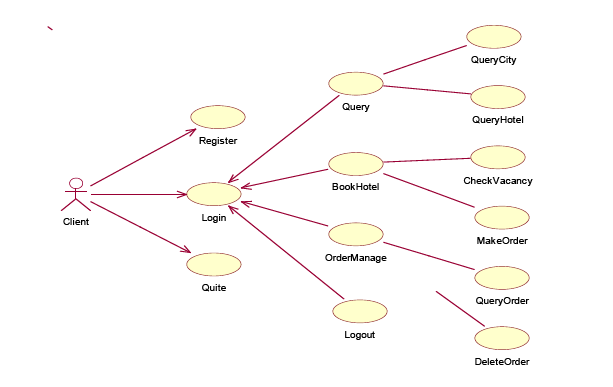 QueryCity
Query
QueryHotel
Register
CheckVacancy
BookHotel
Client
Login
MakeOrder
OrderManage
Quite
QueryOrder
Logout
DeleteOrder